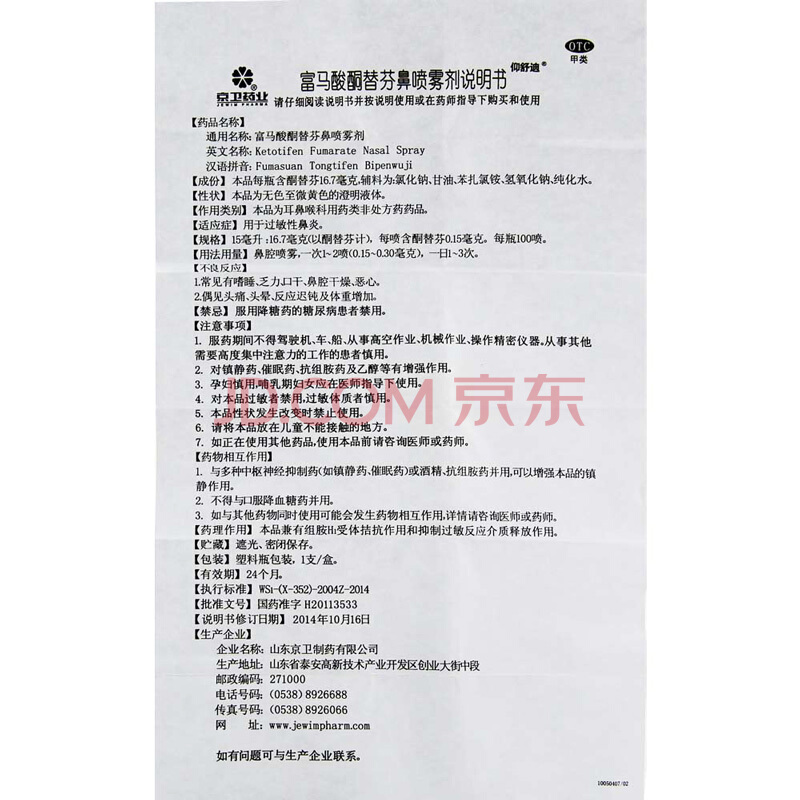 OTC
甲类
京卫药业
富马酸酮替芬鼻喷雾剂说明书 仰舒适®
请仔细阅读说明书并按说明使用或在药师指导下购买和使用
【药品名称】
通用名称: 富马酸酮替芬鼻喷雾剂
英文名称: Ketotifen Fumarate Nasal Spray
汉语拼音: Fumasuan Tongtifen Bipenwuji
【成份】本品每瓶含酮替芬16.7毫克,辅料为:氯化钠、甘油、苯扎氯铵、氢氧化钠、纯化水。
【性状】本品为无色至微黄色的澄明液体。
【作用类别】本品为耳鼻喉科用药类非处方药药品。
【适应症】用于过敏性鼻炎。
【规格】15毫升:16.7毫克(以酮替芬计), 每喷含酮替芬0.15毫克。每瓶100喷。
【用法用量】鼻腔喷雾,一次1~2喷(0.15~0.30毫克), 一日1~3次。
【不良反应】
1.常见有嗜睡、乏力、口干、鼻腔干燥、恶心。
2.偶见头痛、头晕、反应迟钝及体重增加。
【禁忌】服用降糖药的糖尿病患者禁用。
【注意事项】
1. 服药期间不得驾驶机、车、船、从事高空作业、机械作业、操作精密仪器。从事其他
需要高度集中注意力的工作的患者慎用。
2. 对镇静药、催眠药、抗组胺药及乙醇等有增强作用。
3. 孕妇慎用,哺乳期妇女应在医师指导下使用。
4. 对本品过敏者禁用,过敏体质者慎用。
5. 本品性状发生改变时禁止使用。
6. 请将本品放在儿童不能接触的地方。
7. 如正在使用其他药品,使用本品前请咨询医师或药师。
JD.COM 京东
【药物相互作用】
1. 与多种中枢神经抑制药(如镇静药、催眠药)或酒精、抗组胺药并用,可以增强本品的镇
静作用。
2. 不得与口服降血糖药并用。
3. 如与其他药物同时使用可能会发生药物相互作用,详情请咨询医师或药师。
【药理作用】本品兼有组胺H₁受体拮抗作用和抑制过敏反应介质释放作用。
【贮藏】遮光、密闭保存。
【包装】塑料瓶包装, 1支/盒。
【有效期】24个月。
【执行标准】WS₁-(X-352)-2004Z-2014
【批准文号】国药准字 H20113533
【说明书修订日期】2014年10月16日
【生产企业】
企业名称: 山东京卫制药有限公司
生产地址: 山东省泰安高新技术产业开发区创业大街中段
邮政编码: 271000
电话号码: (0538) 8926688
传真号码: (0538) 8926066
网 址: www.jewimpharm.com
如有问题可与生产企业联系。
10050407/02